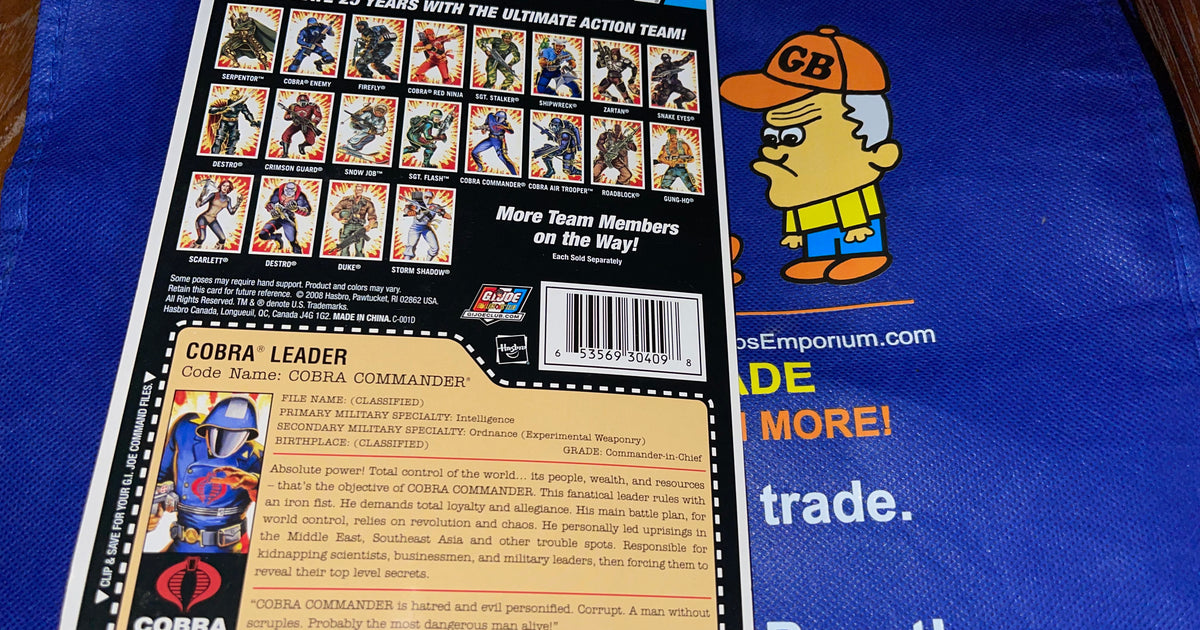 25 YEARS WITH THE ULTIMATE ACTION TEAM!
SERPENTOR™ COBRA® ENEMY FIREFLY® COBRA® RED NINJA SGT. STALKER® SHIPWRECK® ZARTAN® SNAKE EYES®
DESTRO® CRIMSON GUARD® SNOW JOB™ SGT. FLASH™ COBRA COMMANDER® COBRA AIR TROOPER™ ROADBLOCK® GUNG-HO®
SCARLETT® DESTRO® DUKE® STORM SHADOW®
More Team Members
on the Way!
Each Sold Separately
Some poses may require hand support. Product and colors may vary.
Retain this card for future reference. © 2008 Hasbro, Pawtucket, RI 02862 USA.
All Rights Reserved. TM & ® denote U.S. Trademarks.
Hasbro Canada, Longueuil, QC, Canada J4G 1G2. MADE IN CHINA. C-001D
G.I. JOE
GIJOECLUB.COM
Hasbro
6 53569 30409 8
COBRA® LEADER
Code Name: COBRA COMMANDER®
FILE NAME: (CLASSIFIED)
PRIMARY MILITARY SPECIALTY: Intelligence
SECONDARY MILITARY SPECIALTY: Ordnance (Experimental Weaponry)
BIRTHPLACE: (CLASSIFIED) GRADE: Commander-in-Chief
Absolute power! Total control of the world... its people, wealth, and resources
– that's the objective of COBRA COMMANDER. This fanatical leader rules with
an iron fist. He demands total loyalty and allegiance. His main battle plan, for
world control, relies on revolution and chaos. He personally led uprisings in
the Middle East, Southeast Asia and other trouble spots. Responsible for
kidnapping scientists, businessmen, and military leaders, then forcing them to
reveal their top level secrets.
"COBRA COMMANDER is hatred and evil personified. Corrupt. A man without
scruples. Probably the most dangerous man alive!"
CLIP & SAVE FOR YOUR G.I. JOE COMMAND FILES.
COBRA
GB
osEmporium.com
ADE
MORE!
trade.